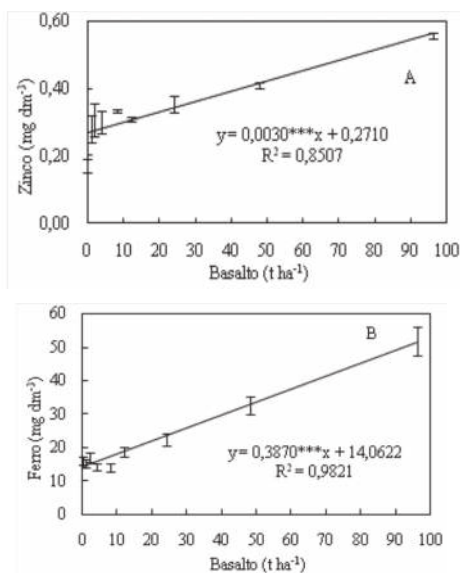 0,60
0,40
0,20
0,00
Zinco (mg dm-³)
A
y= 0,0030***x + 0,2710
R² = 0,8507
0 10 20 30 40 50 60 70 80 90 100
Basalto (t ha-¹)
60
50
40
30
20
10
0
Ferro (mg dm-³)
B
y= 0,3870***x + 14,0622
R² = 0,9821
0 10 20 30 40 50 60 70 80 90 100
Basalto (t ha-¹)